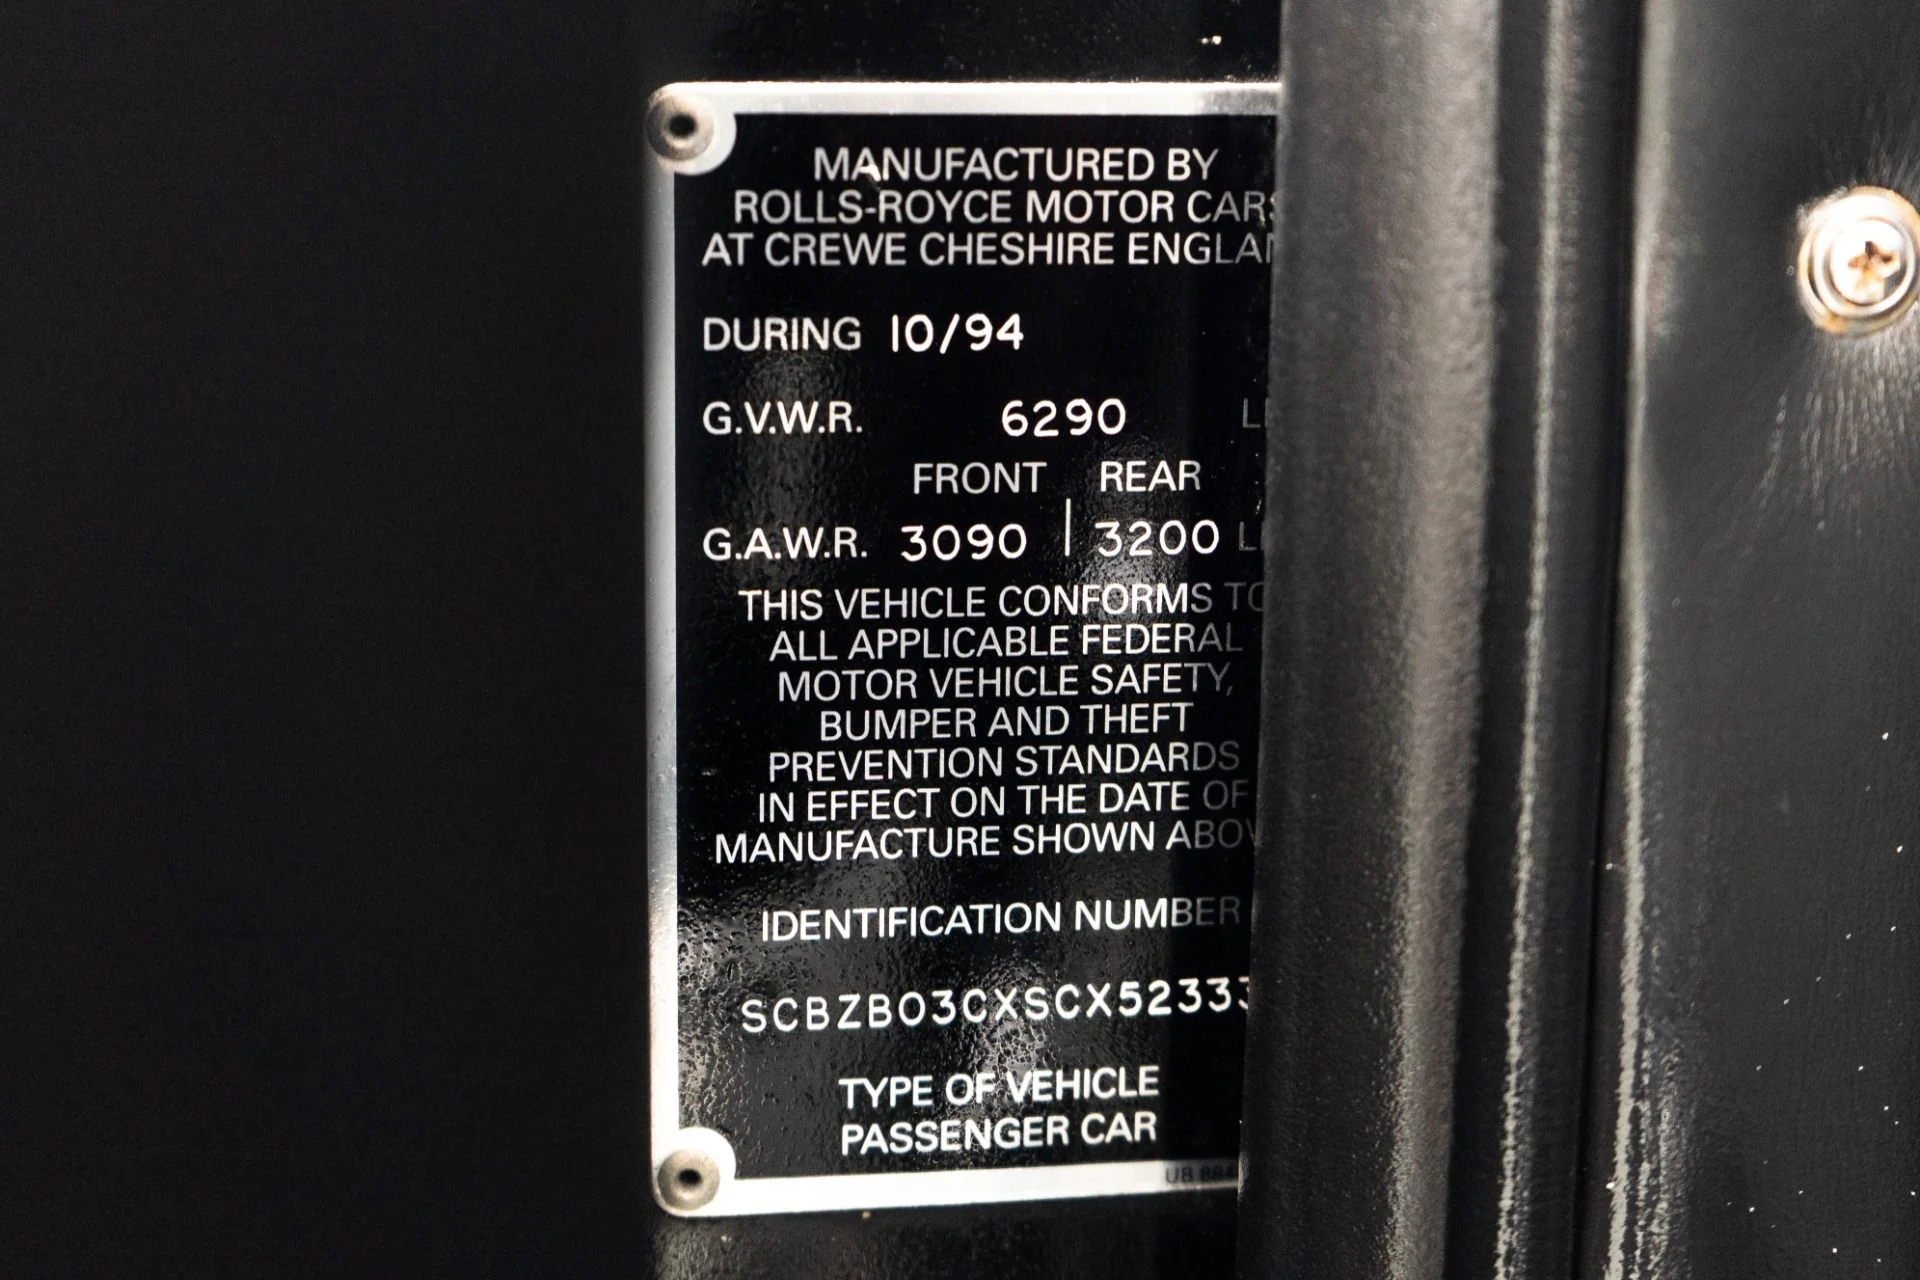 MANUFACTURED BY
ROLLS-ROYCE MOTOR CARS
AT CREWE CHESHIRE ENGLAN
DURING 10/94
G.V.W.R. 6290 L
FRONT REAR
G.A.W.R. 3090 | 3200 L
THIS VEHICLE CONFORMS TO
ALL APPLICABLE FEDERAL
MOTOR VEHICLE SAFETY,
BUMPER AND THEFT
PREVENTION STANDARDS
IN EFFECT ON THE DATE OF
MANUFACTURE SHOWN ABOV
IDENTIFICATION NUMBER
SCBZB03CXSCX52333
TYPE OF VEHICLE
PASSENGER CAR
UB 884